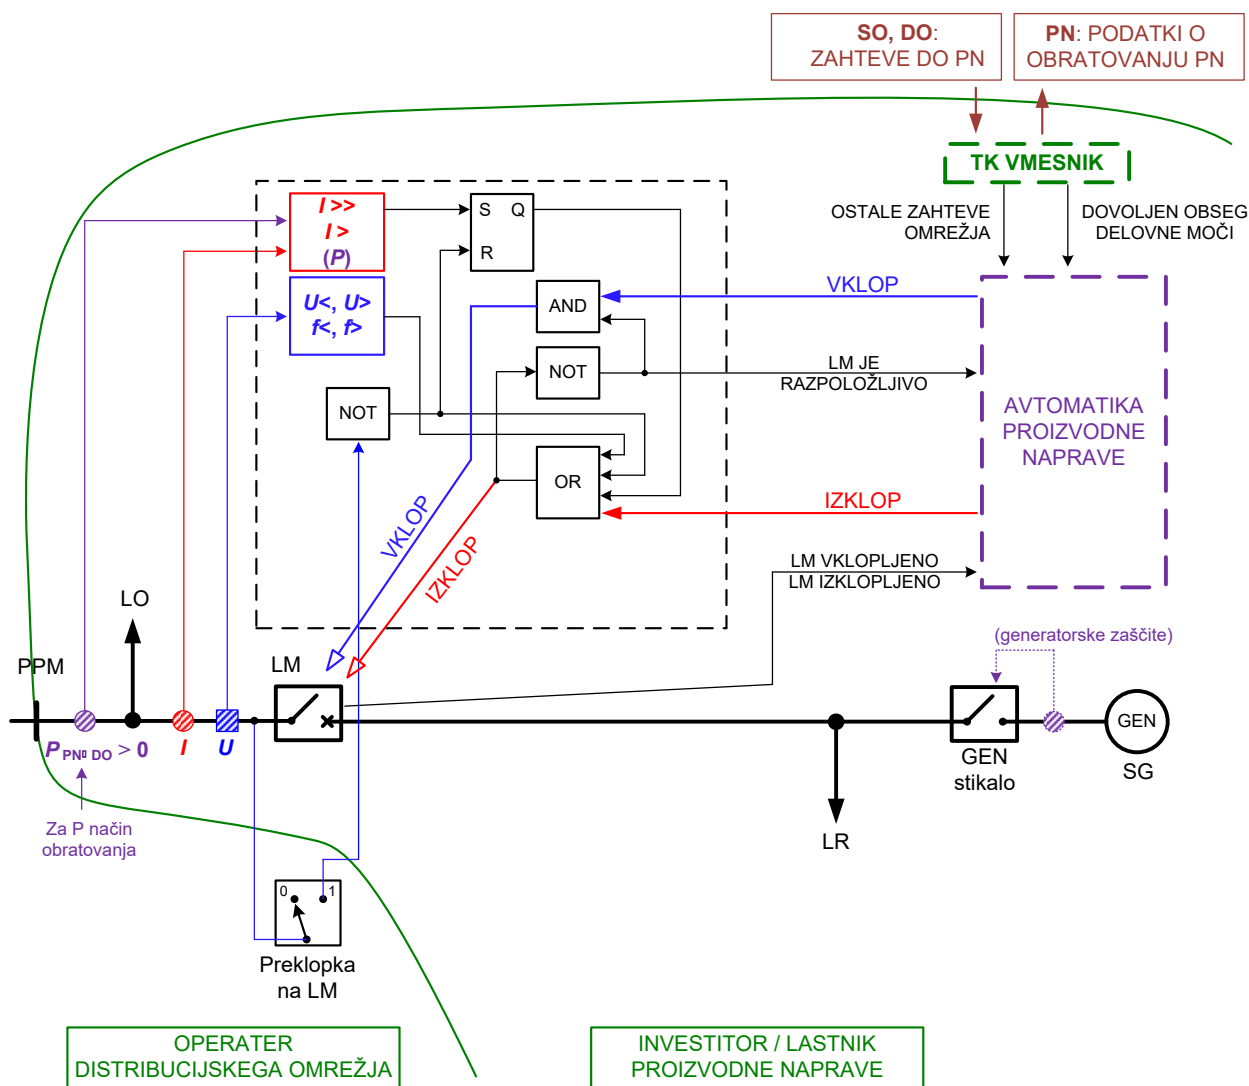 SO, DO:
ZAHTEVE DO PN
PN: PODATKI O
OBRATOVANJU PN
TK VMESNIK
OSTALE ZAHTEVE
OMREŽJA
DOVOLJEN OBSEG
DELOVNE MOČI
I >>
I >
(P)
S Q
R
U<, U>
f<, f>
AND
VKLOP
NOT
LM JE
RAZPOLOŽLJIVO
NOT
AVTOMATIKA
PROIZVODNE
NAPRAVE
OR
IZKLOP
VKLOP
IZKLOP
LM VKLOPLJENO
LM IZKLOPLJENO
LO
(generatorske zaščite)
PPM
LM
GEN
P PN DO > 0
I
U
GEN
stikalo
SG
Za P način
obratovanja
LR
0 1
Preklopka
na LM
OPERATER
DISTRIBUCIJSKEGA OMREŽJA
INVESTITOR / LASTNIK
PROIZVODNE NAPRAVE